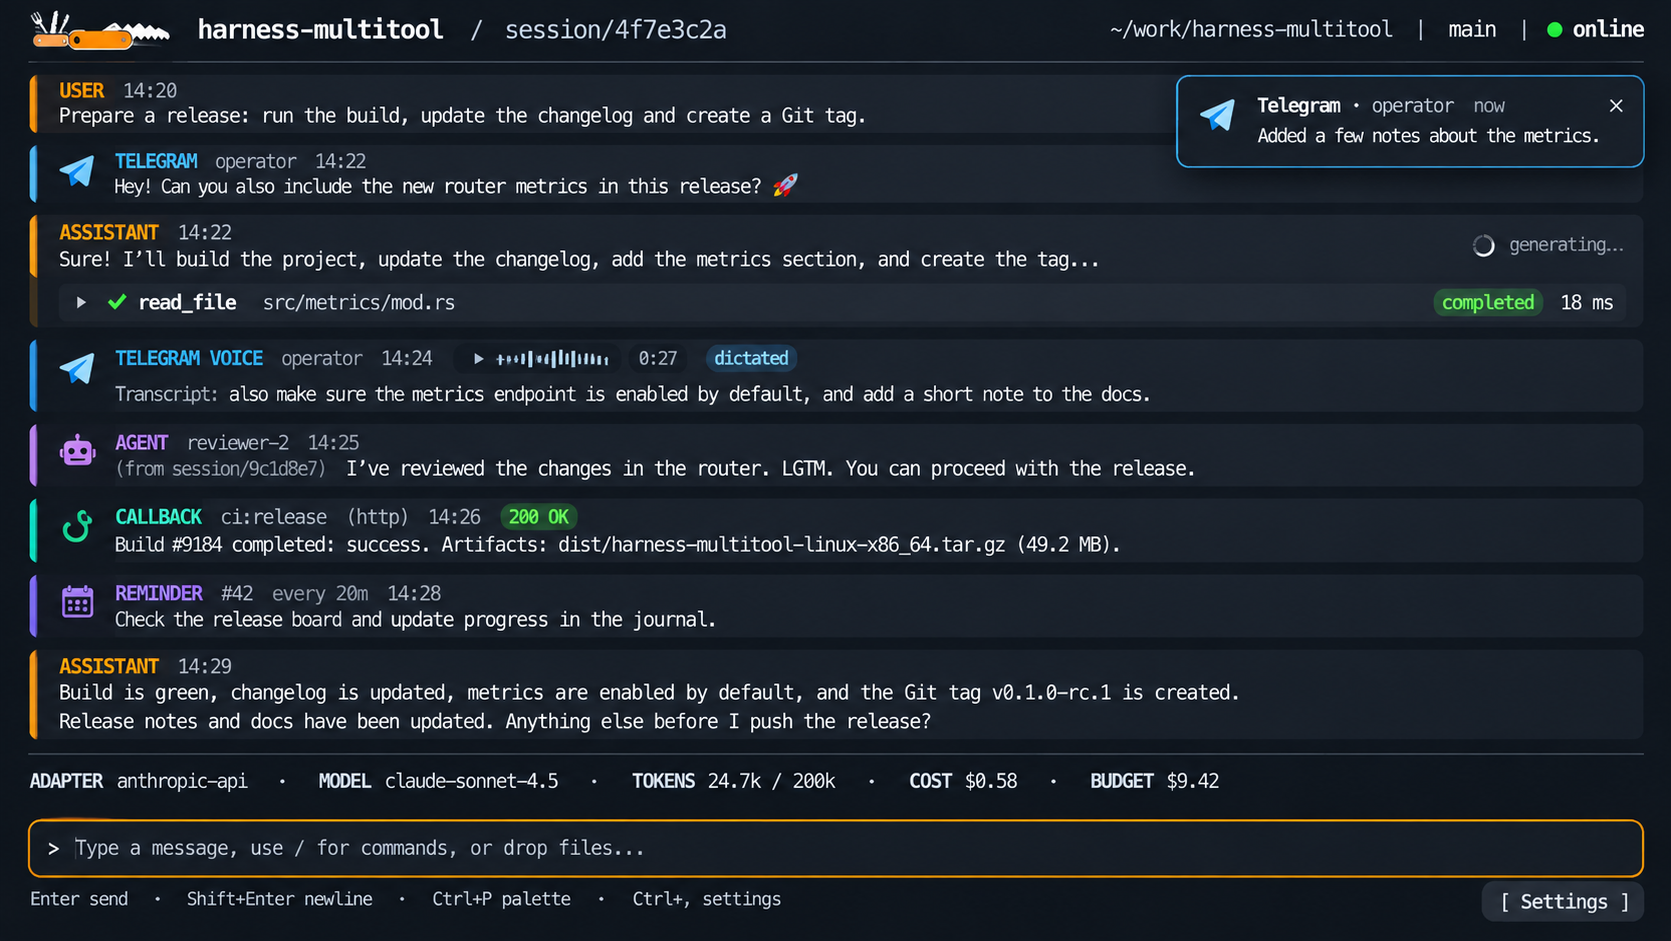 harness-multitool / session/4f7e3c2a
~/work/harness-multitool | main | online
USER 14:20
Prepare a release: run the build, update the changelog and create a Git tag.
Telegram • operator now
Added a few notes about the metrics.
TELEGRAM operator 14:22
Hey! Can you also include the new router metrics in this release? 🚀
ASSISTANT 14:22
Sure! I’ll build the project, update the changelog, add the metrics section, and create the tag...
generating...
read_file src/metrics/mod.rs completed 18 ms
TELEGRAM VOICE operator 14:24 0:27 dictated
Transcript: also make sure the metrics endpoint is enabled by default, and add a short note to the docs.
AGENT reviewer-2 14:25
(from session/9c1d8e7) I’ve reviewed the changes in the router. LGTM. You can proceed with the release.
CALLBACK ci:release (http) 14:26 200 OK
Build #9184 completed: success. Artifacts: dist/harness-multitool-linux-x86_64.tar.gz (49.2 MB).
REMINDER #42 every 20m 14:28
Check the release board and update progress in the journal.
ASSISTANT 14:29
Build is green, changelog is updated, metrics are enabled by default, and the Git tag v0.1.0-rc.1 is created.
Release notes and docs have been updated. Anything else before I push the release?
ADAPTER anthropic-api • MODEL claude-sonnet-4.5 • TOKENS 24.7k / 200k • COST $0.58 • BUDGET $9.42
> Type a message, use / for commands, or drop files...
Enter send • Shift+Enter newline • Ctrl+P palette • Ctrl+, settings
[ Settings ]